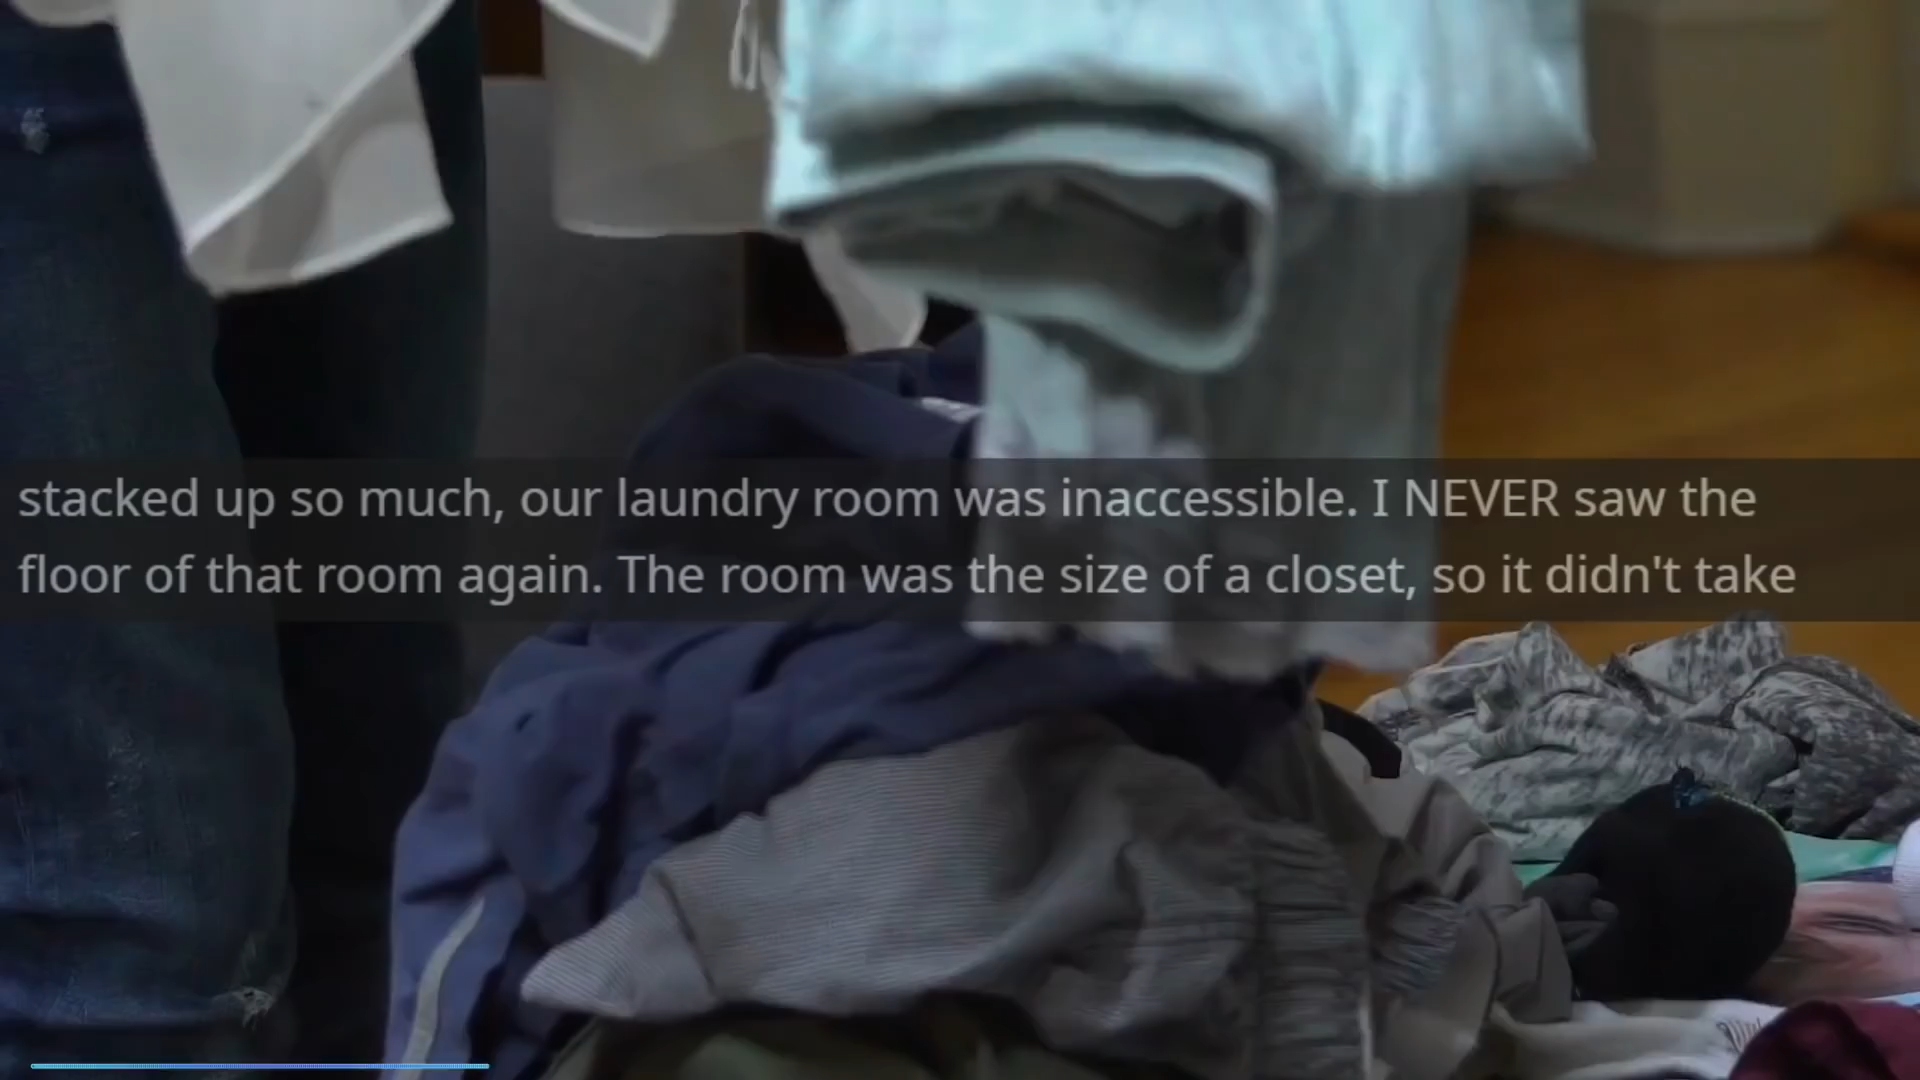 stacked up so much, our laundry room was inaccessible. I NEVER saw the
floor of that room again. The room was the size of a closet, so it didn't take